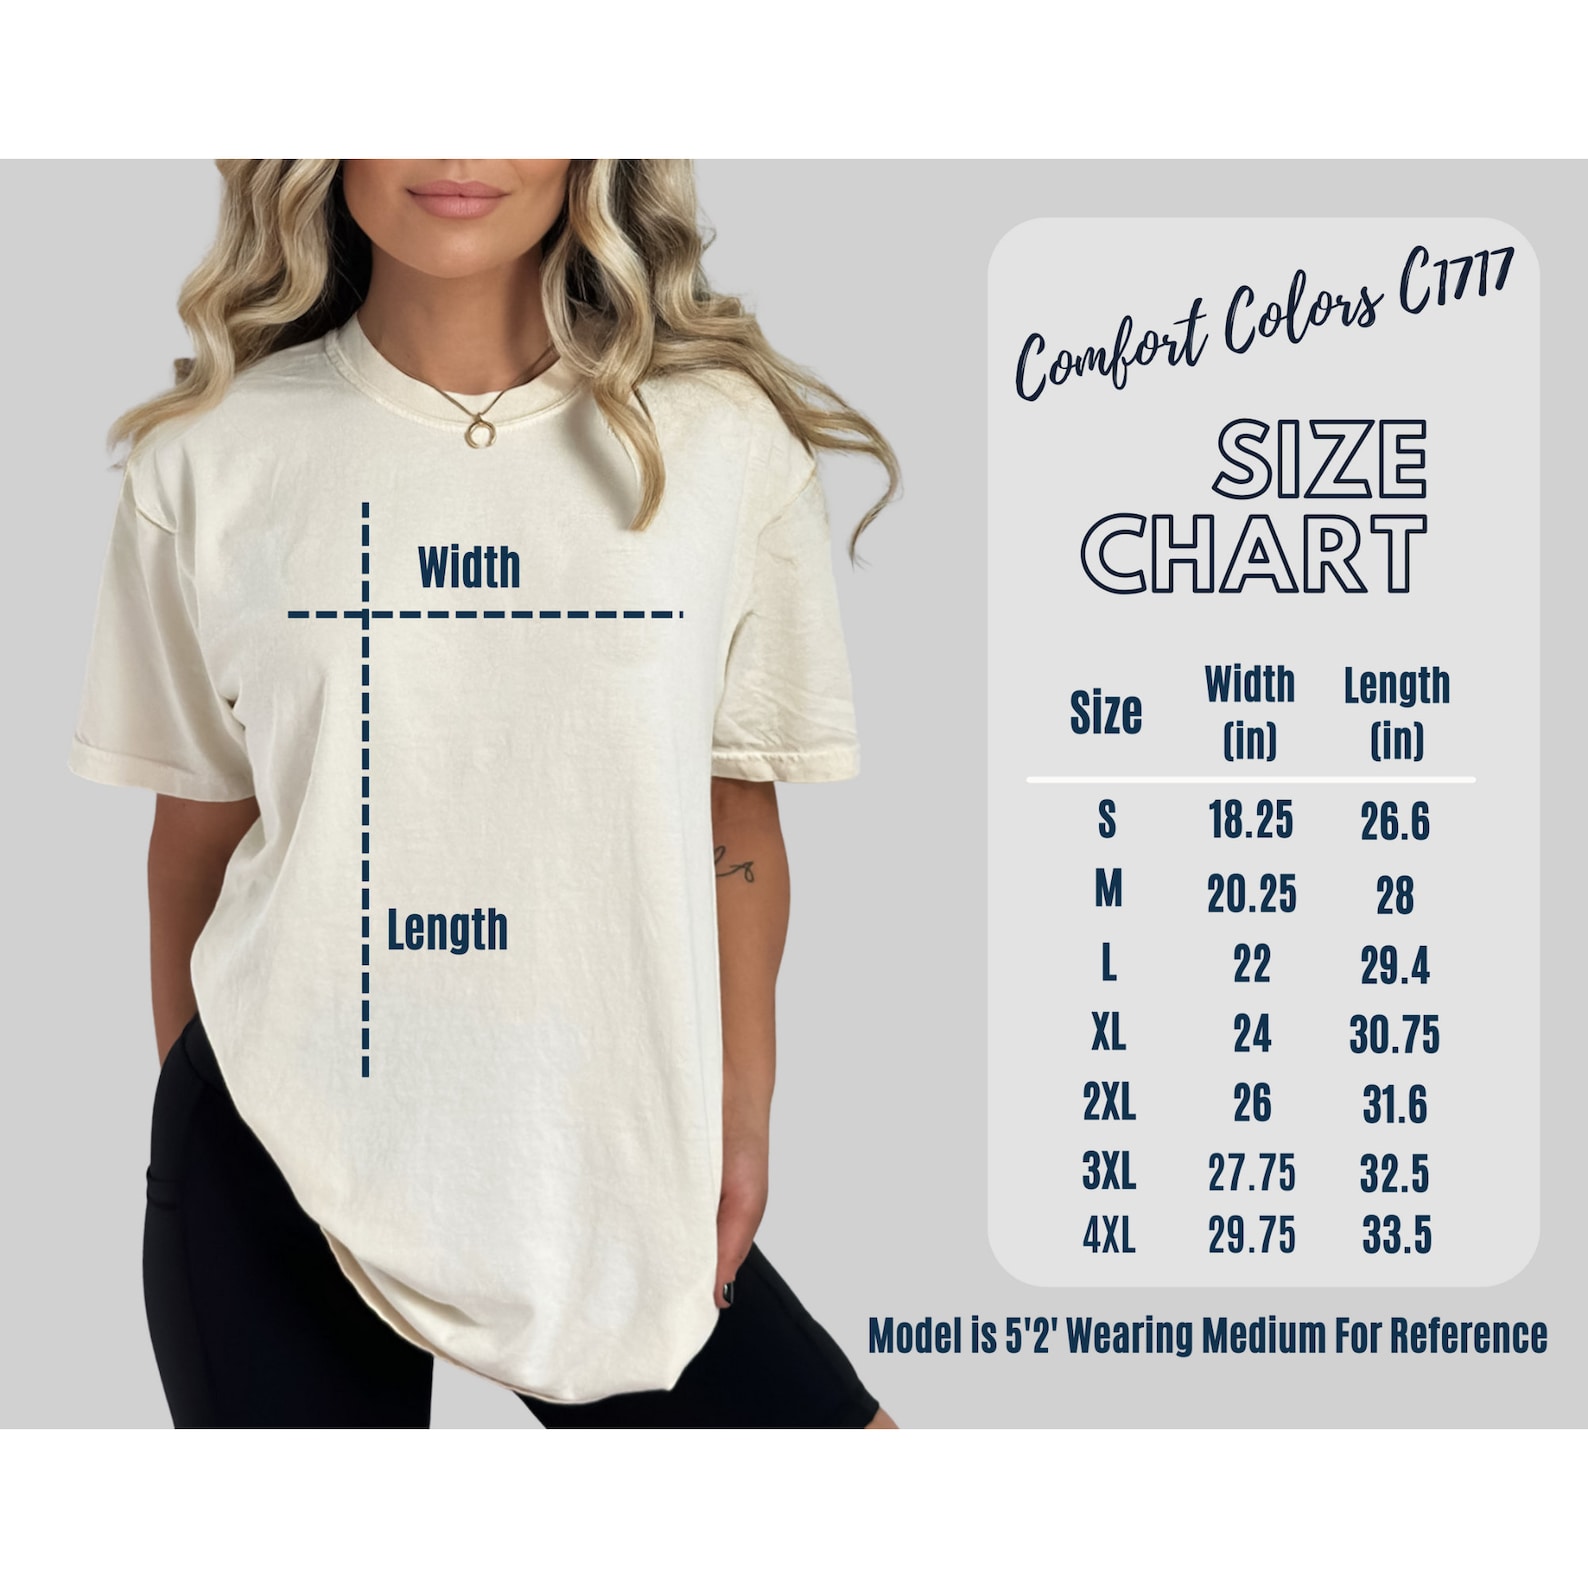 Comfort Colors C1717
SIZE
CHART
Width
Length
Size Width (in) Length (in)
S 18.25 26.6
M 20.25 28
L 22 29.4
XL 24 30.75
2XL 26 31.6
3XL 27.75 32.5
4XL 29.75 33.5
Model is 5'2' Wearing Medium For Reference